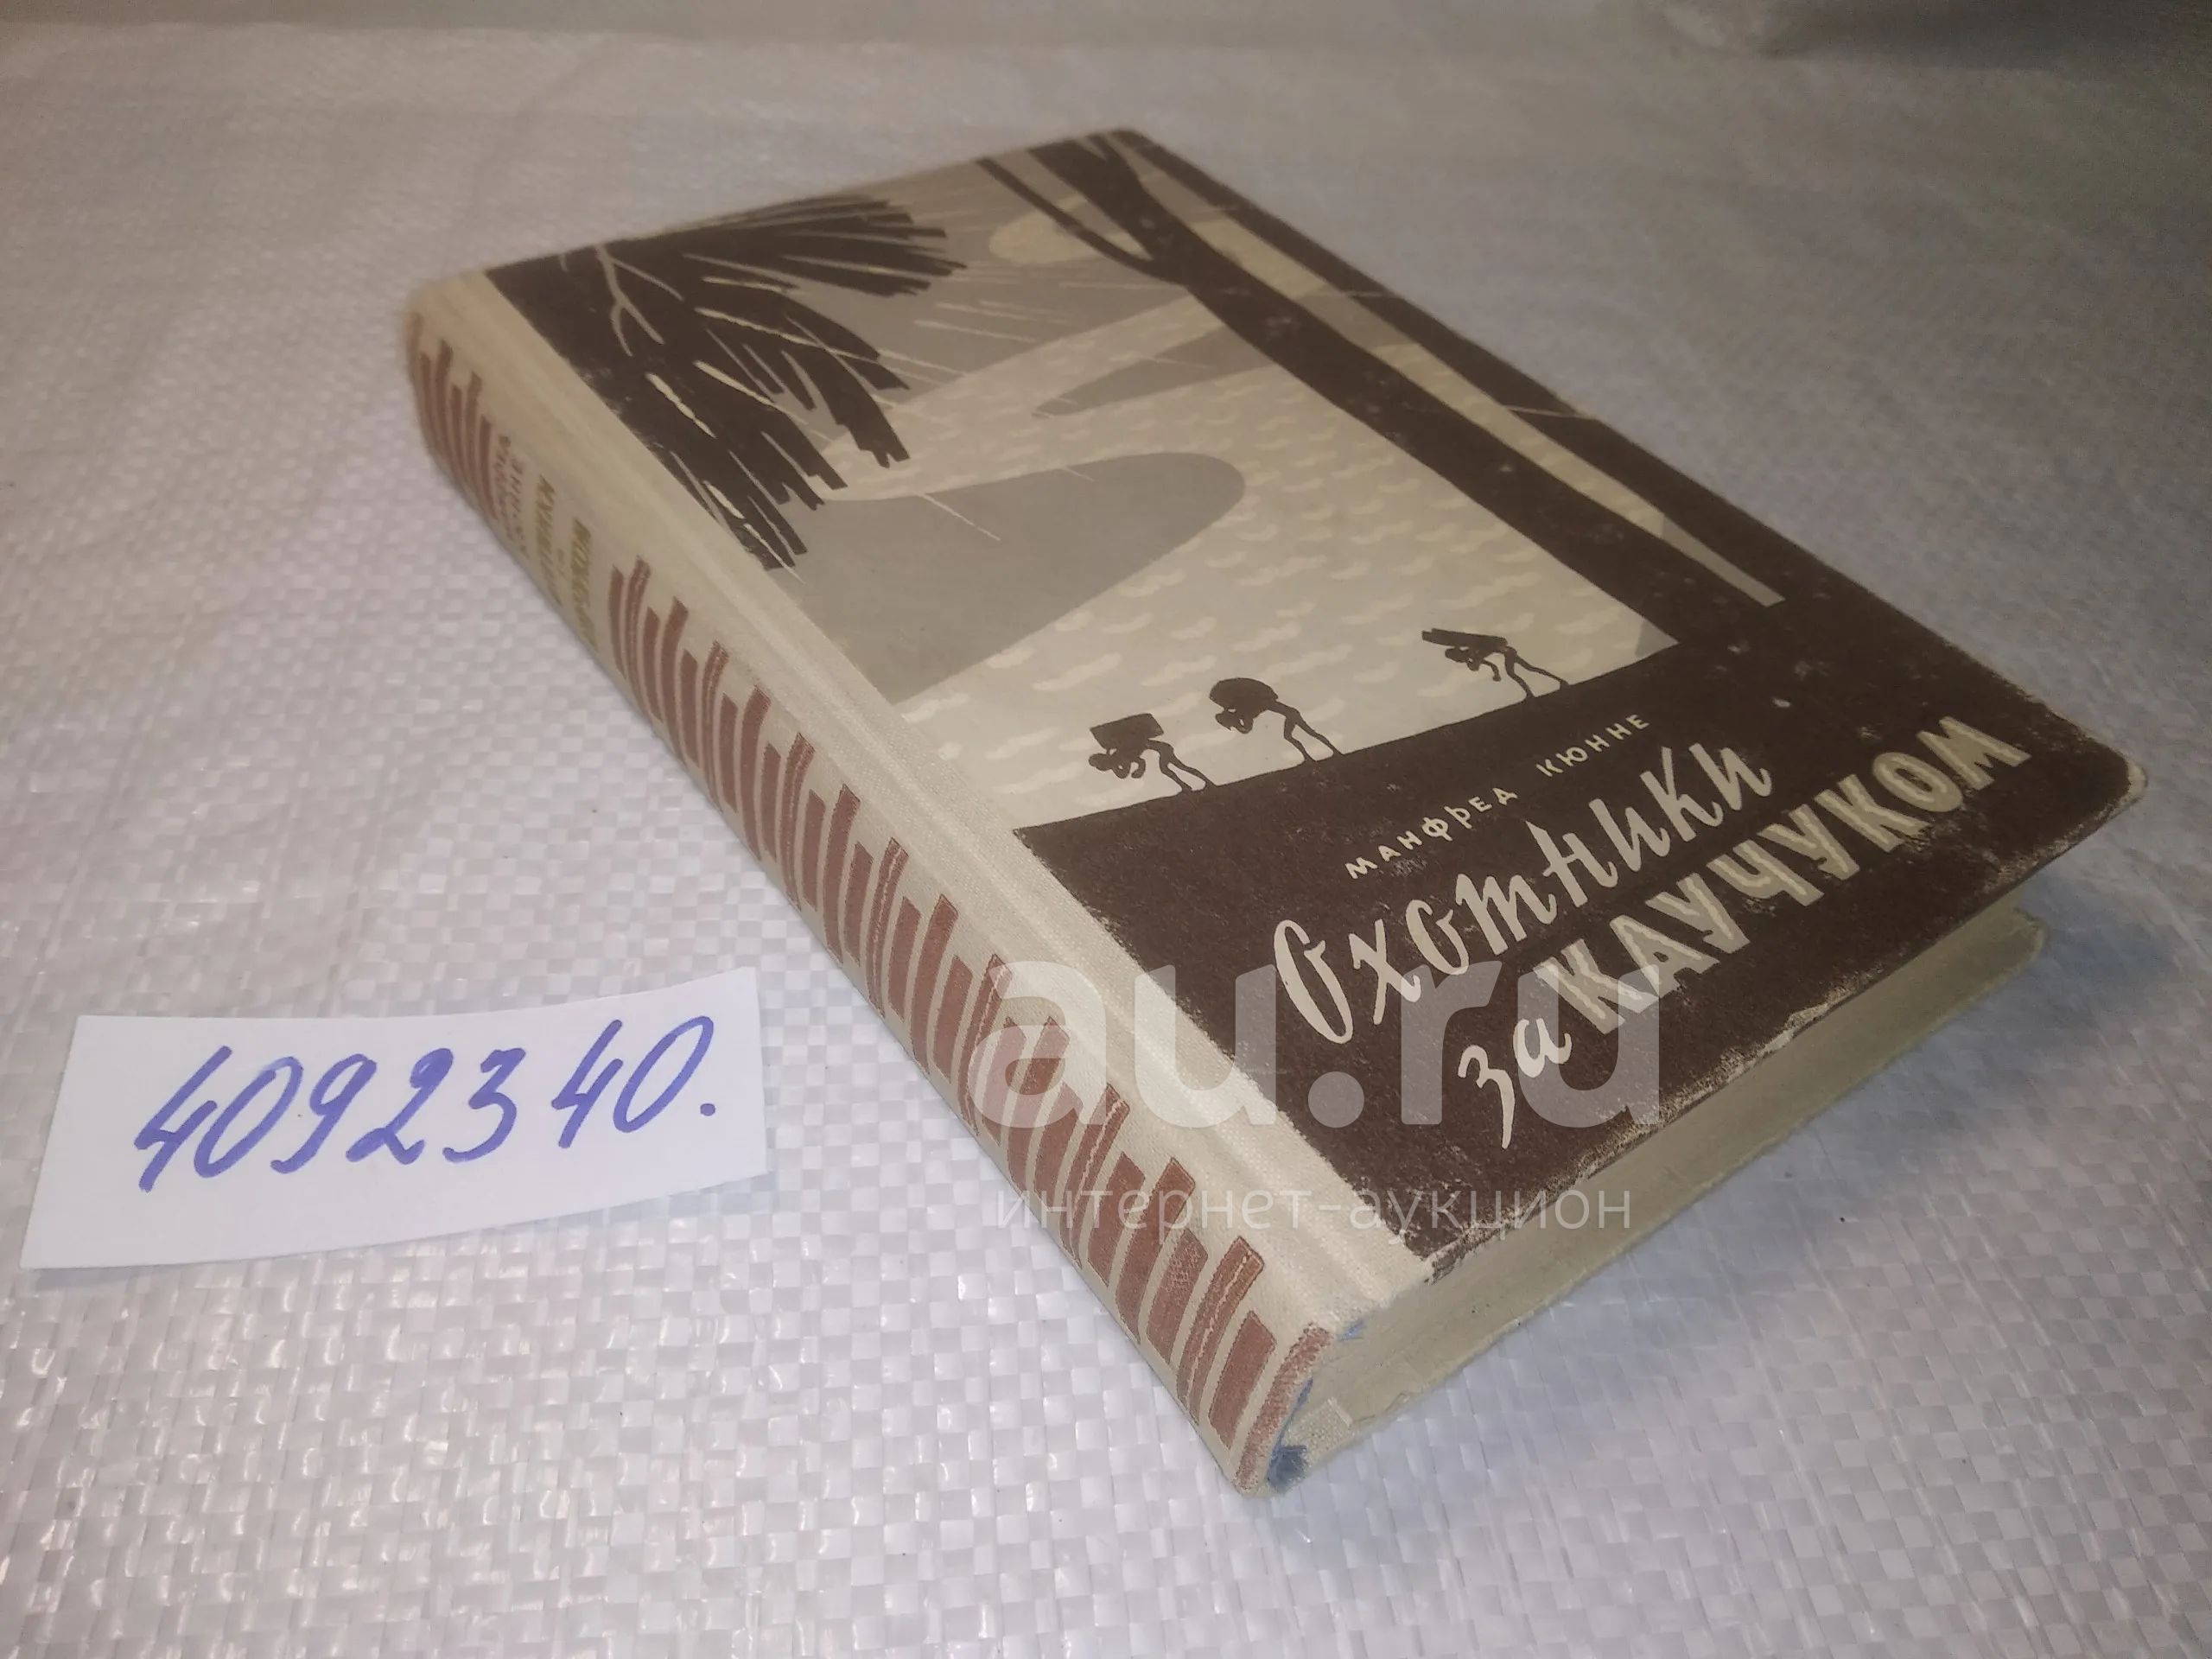 МАНФРЕД КЮННЕ
Охотники
за КАУЧУКОМ
4092340.
au.ru
интернет-аукцион